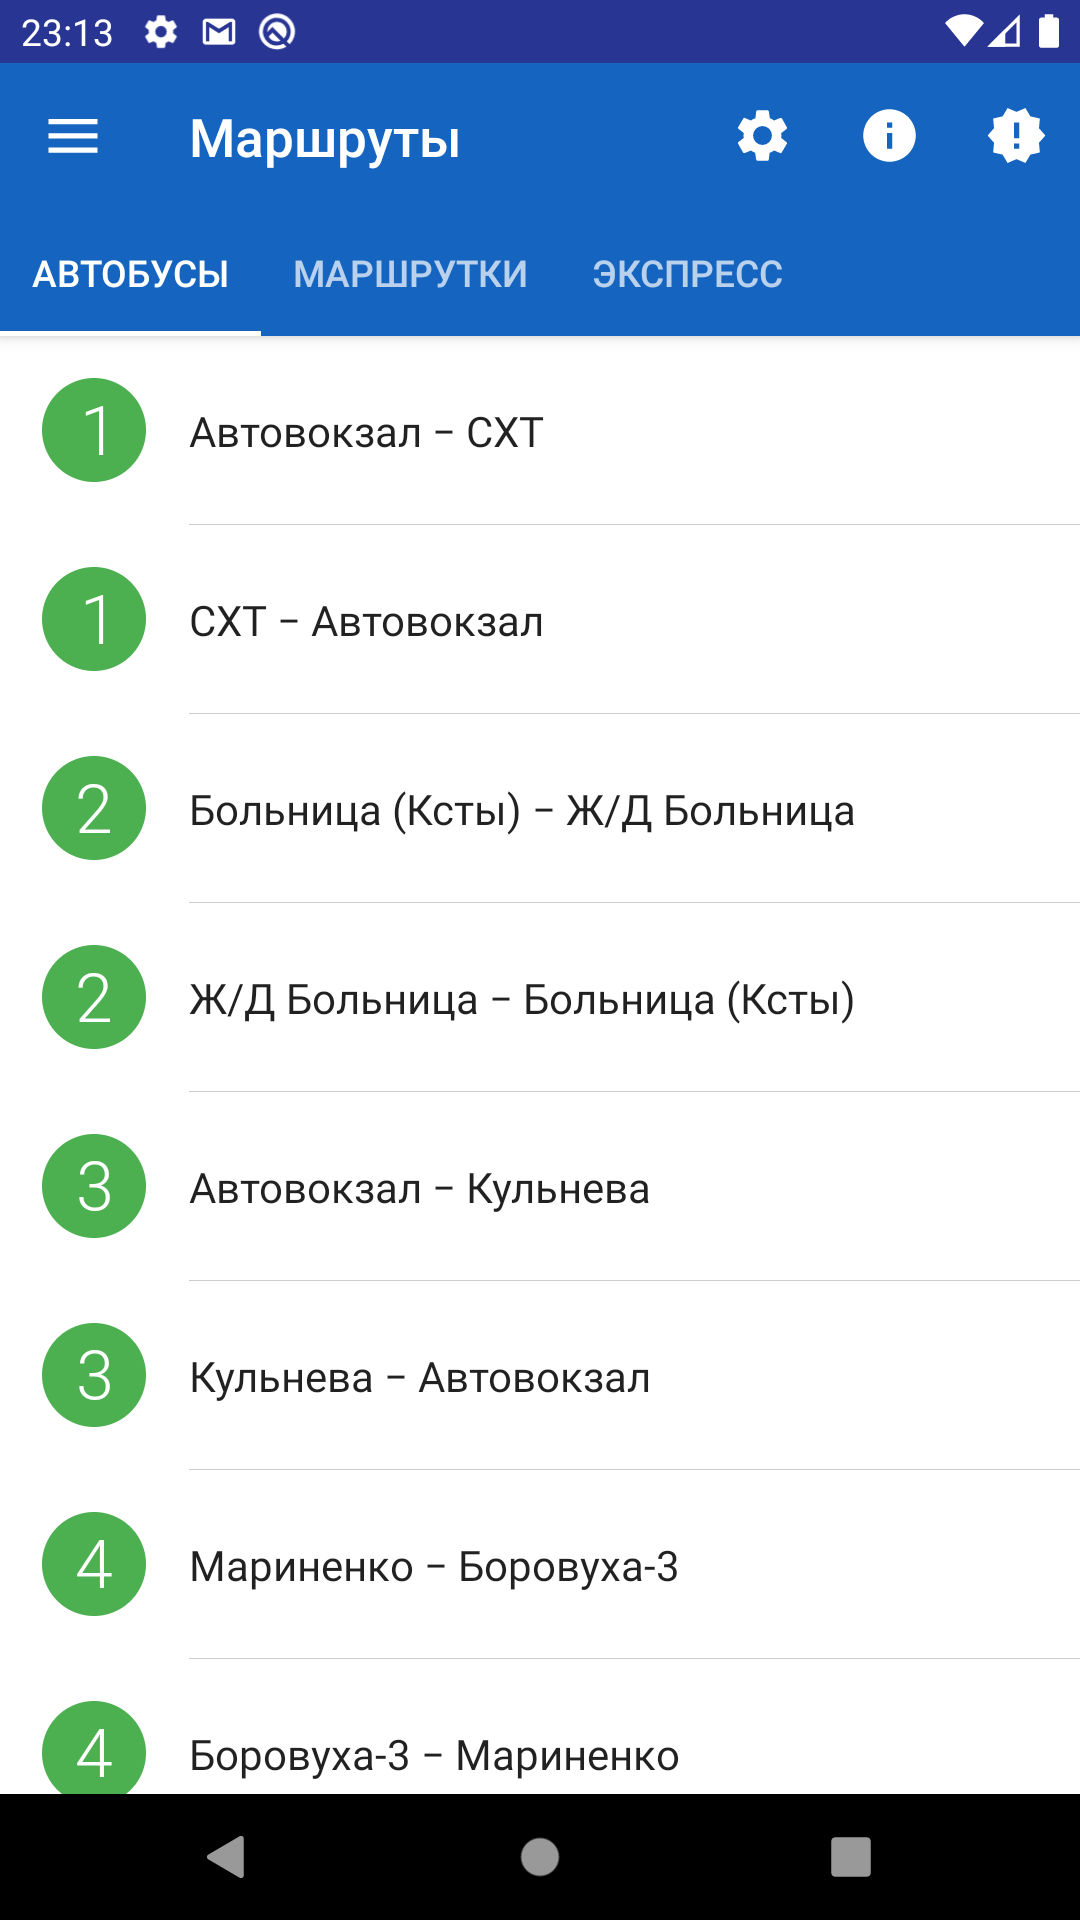 23:13
Маршруты
АВТОБУСЫ МАРШРУТКИ ЭКСПРЕСС
1 Автовокзал – СХТ
1 СХТ – Автовокзал
2 Больница (Ксты) – Ж/Д Больница
2 Ж/Д Больница – Больница (Ксты)
3 Автовокзал – Кульнева
3 Кульнева – Автовокзал
4 Мариненко – Боровуха-3
4 Боровуха-3 – Мариненко